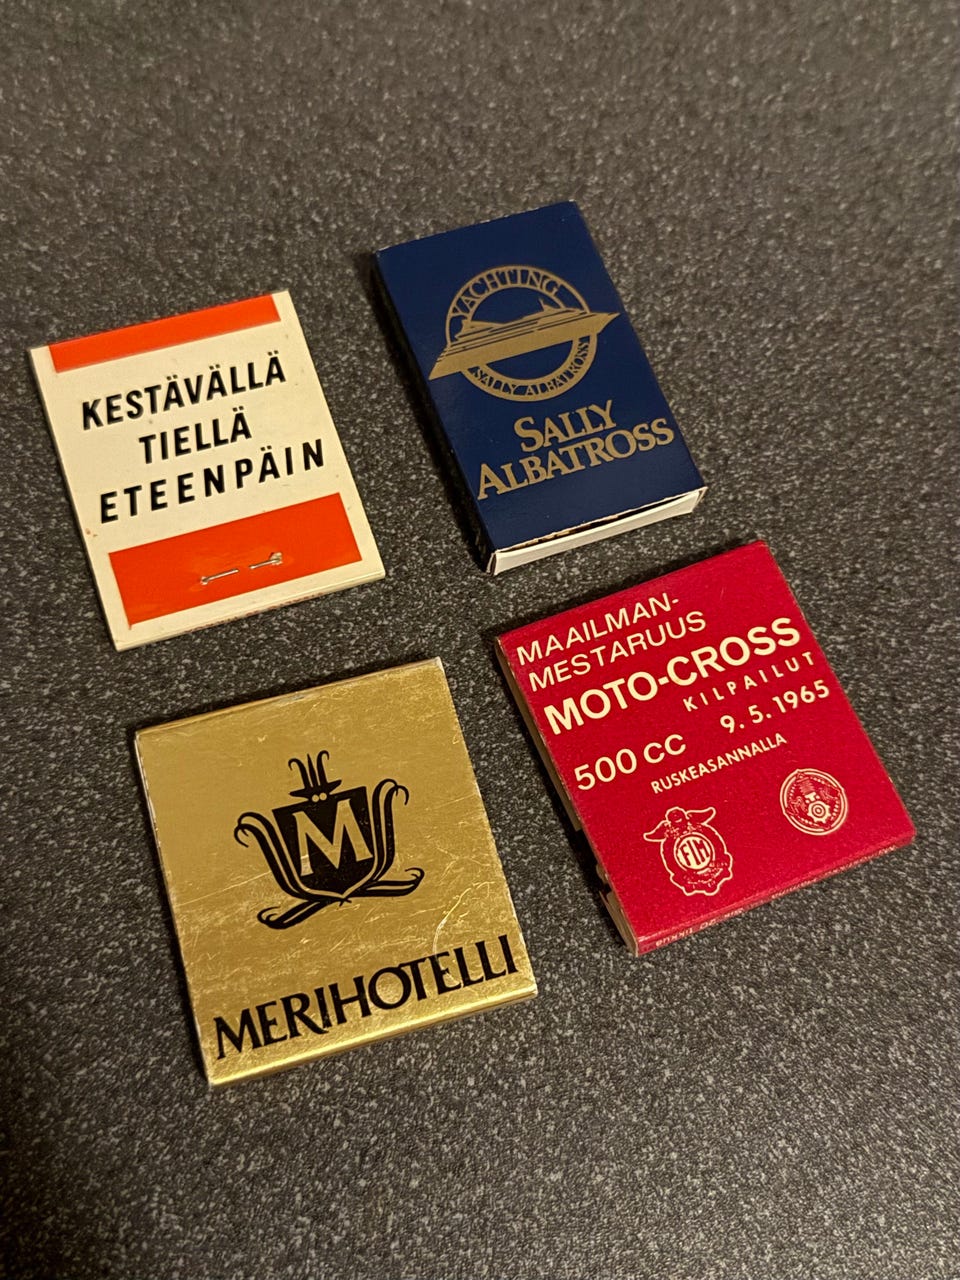 KESTÄVÄLLÄ
TIELLÄ
ETEENPÄIN
YACHTING
SALLY ALBATROSS
SALLY
ALBATROSS
M
MERIHOTELLI
MAAILMAN-
MESTARUUS
MOTO-CROSS
KILPAILUT
500 CC 9.5.1965
RUSKEASANNALLA
FIM